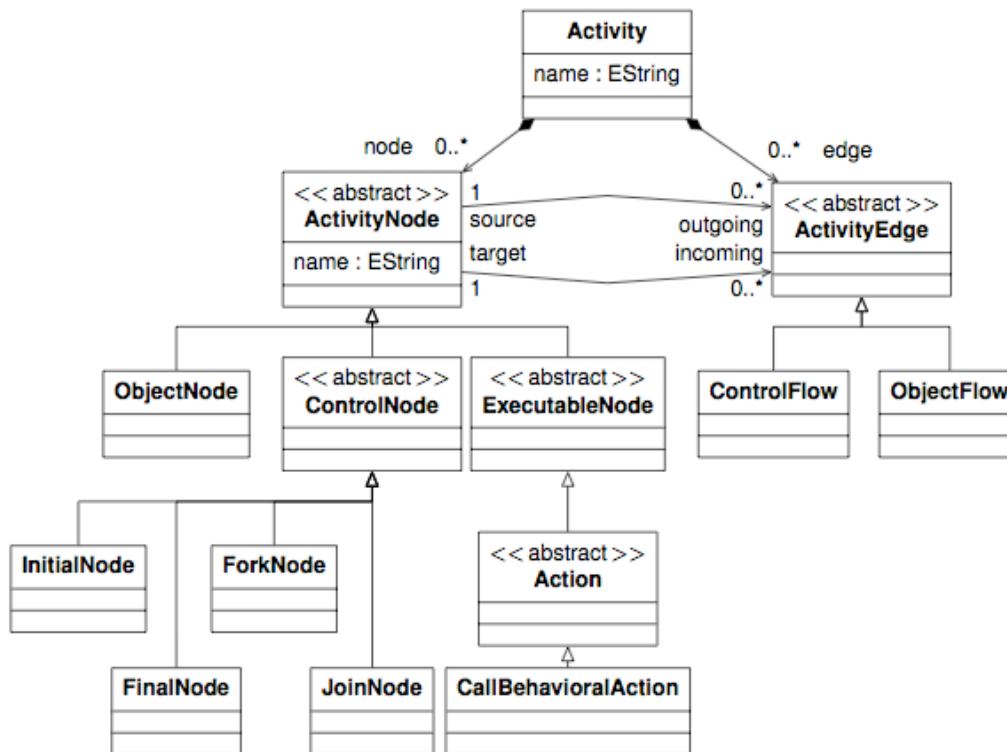 Activity
name : EString
node 0..*
0..* edge
<< abstract >>
ActivityNode
name : EString
1
source
target
1
0..*
outgoing
incoming
0..*
<< abstract >>
ActivityEdge
ObjectNode
<< abstract >>
ControlNode
<< abstract >>
ExecutableNode
ControlFlow
ObjectFlow
InitialNode
ForkNode
<< abstract >>
Action
FinalNode
JoinNode
CallBehavioralAction